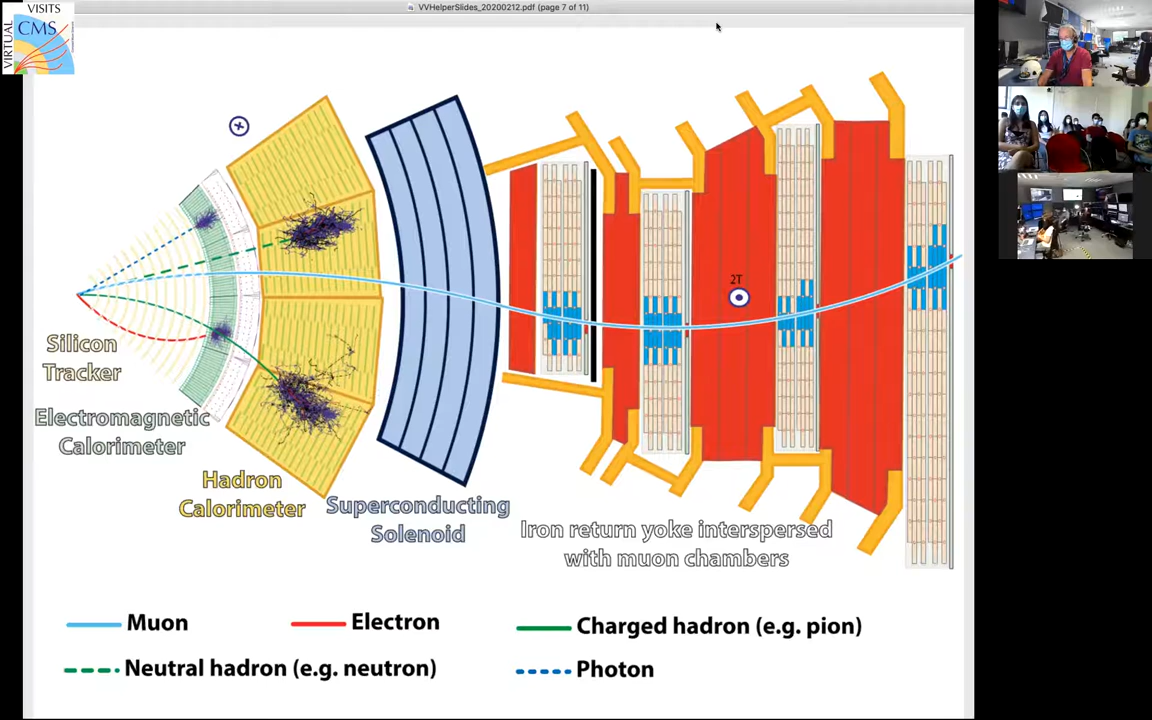 VVHelperSlides_20200212.pdf (page 7 of 11)
VIRTUAL
VISITS
CMS
2T
Silicon
Tracker
Electromagnetic
Calorimeter
Hadron
Calorimeter
Superconducting
Solenoid
Iron return yoke interspersed
with muon chambers
Muon
Electron
Charged hadron (e.g. pion)
Neutral hadron (e.g. neutron)
Photon